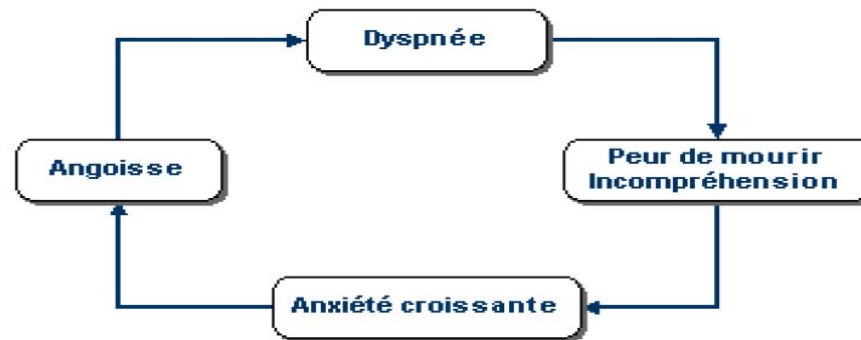 Dyspnée
Peur de mourir
Incompréhension
Anxiété croissante
Angoisse